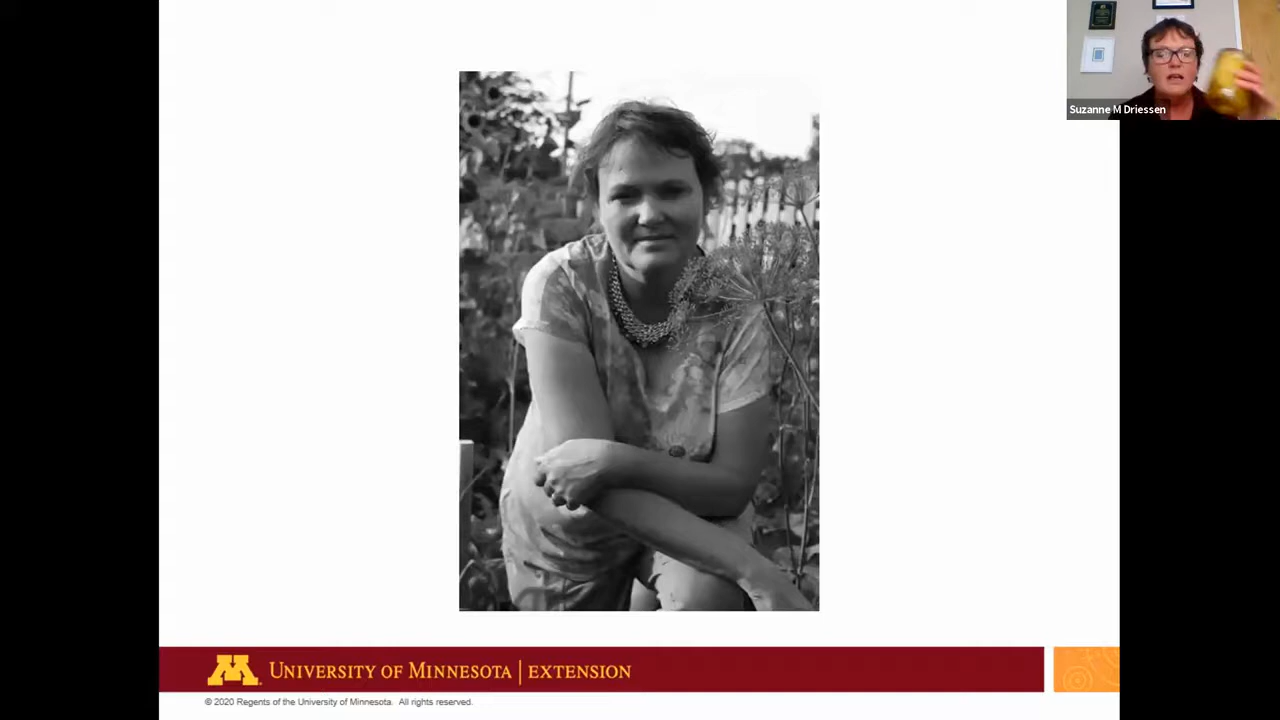 Suzanne M Driessen
UNIVERSITY OF MINNESOTA | EXTENSION
© 2020 Regents of the University of Minnesota. All rights reserved.